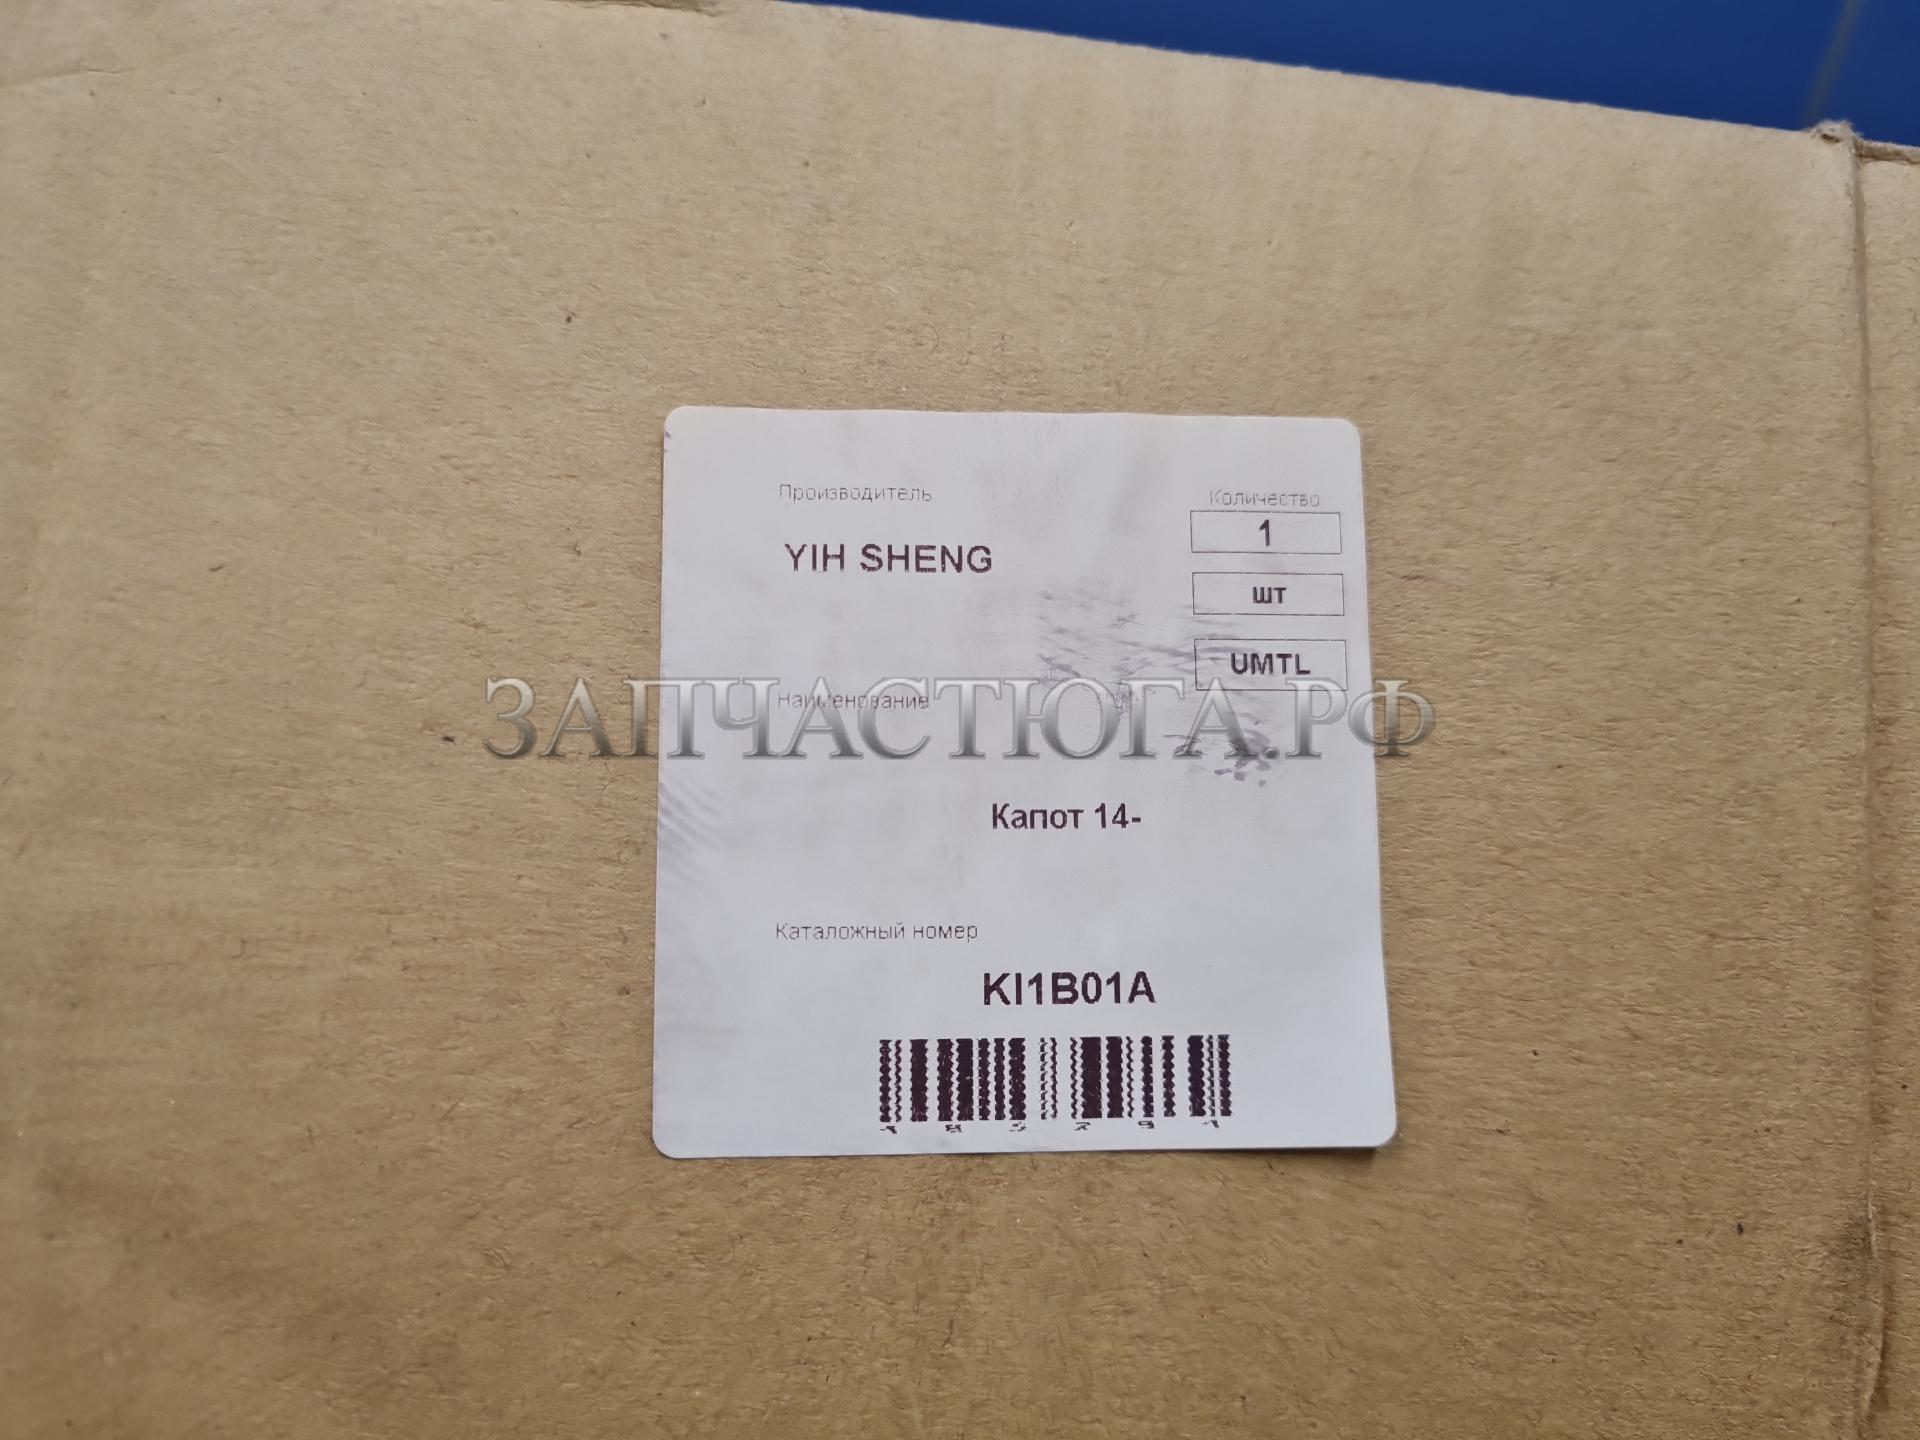 Производитель
Количество
1
YIH SHENG
шт
UMTL
Наименование
ЗАПЧАСТЮГА.РФ
Капот 14-
Каталожный номер
KI1B01A